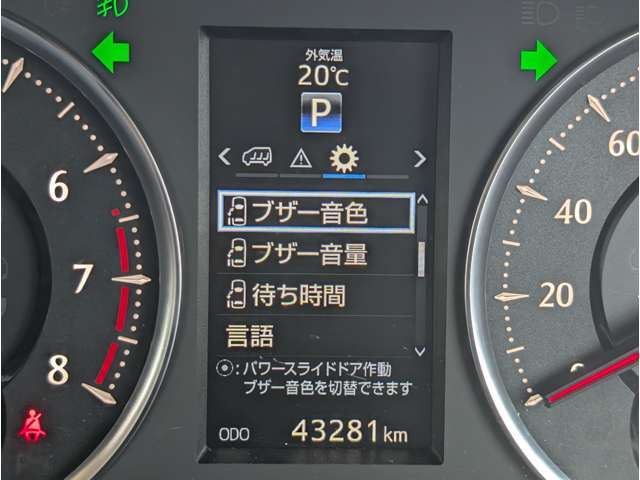 外気温
20℃
P
ブザー音色
ブザー音量
待ち時間
言語
⦿:パワースライドドア作動
ブザー音色を切替できます
ODO 43281km
6
7
8
60
40
20